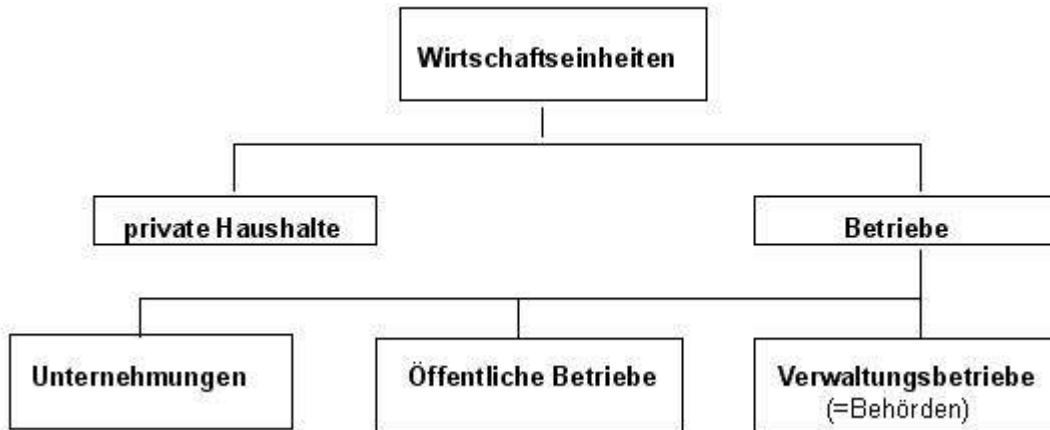 Wirtschaftseinheiten
private Haushalte
Betriebe
Unternehmungen
Öffentliche Betriebe
Verwaltungsbetriebe
(=Behörden)